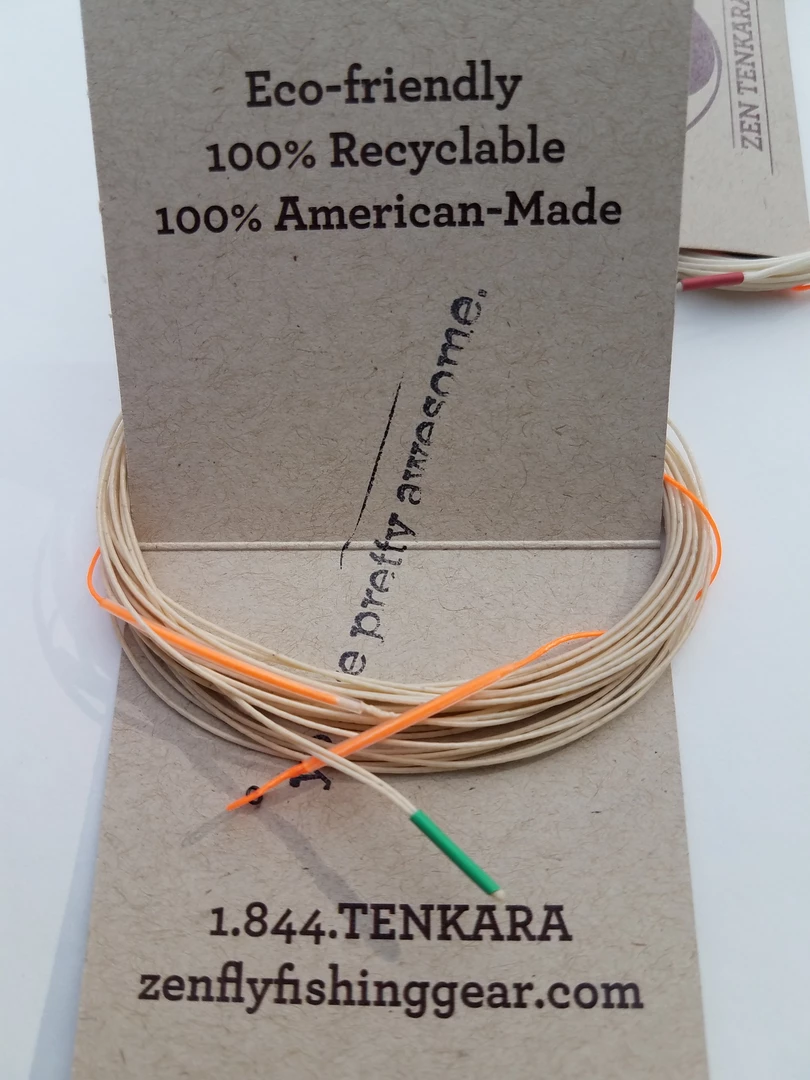 Eco-friendly
100% Recyclable
100% American-Made
pretty awesome.
1.844.TENKARA
zenflyfishinggear.com
ZEN TENKARA